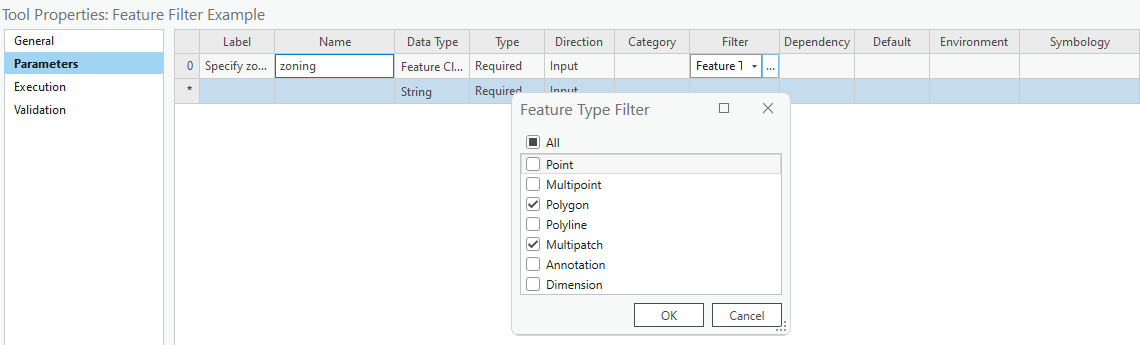 Tool Properties: Feature Filter Example
General
Parameters
Execution
Validation
Label Name Data Type Type Direction Category Filter Dependency Default Environment Symbology
0 Specify zo... zoning Feature Cl... Required Input Feature T ...
* String Required Input
Feature Type Filter
All
Point
Multipoint
Polygon
Polyline
Multipatch
Annotation
Dimension
OK Cancel